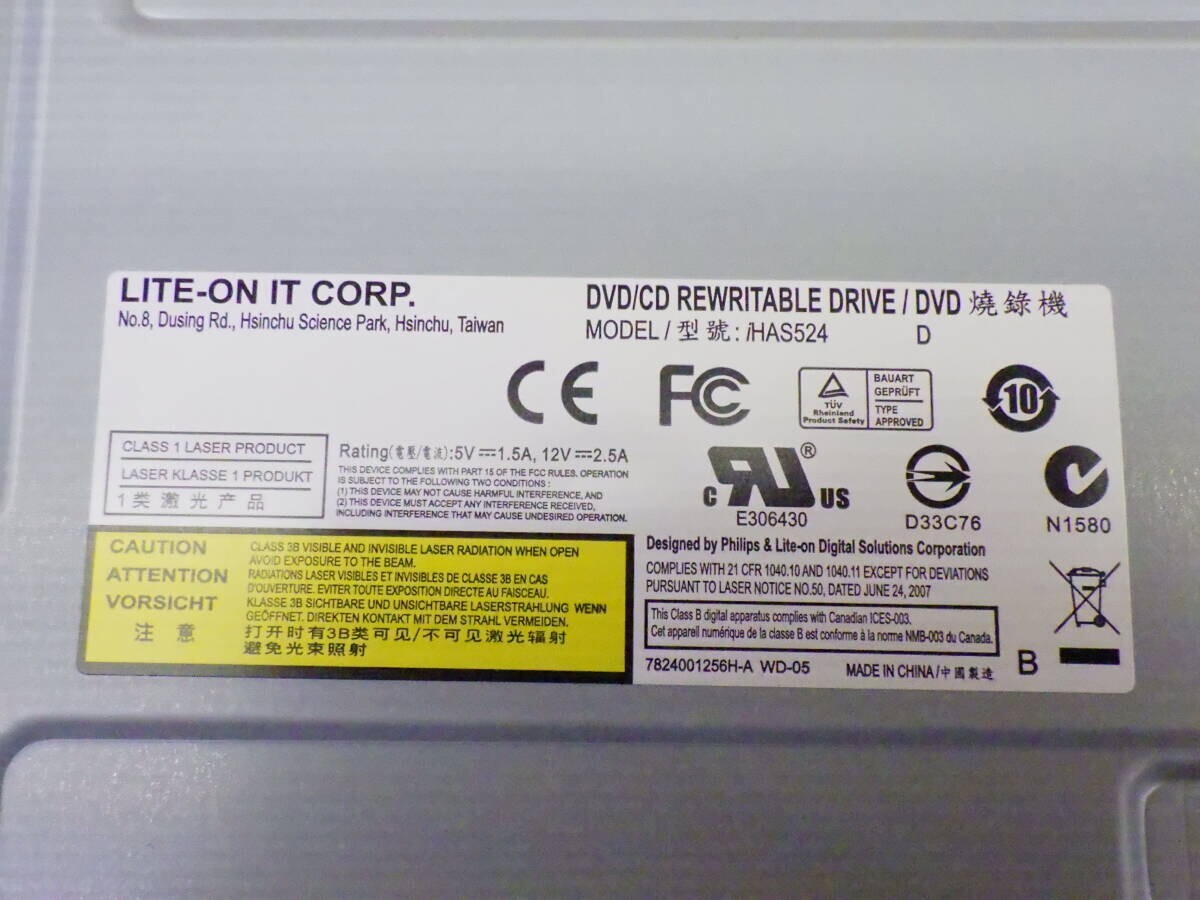 LITE-ON IT CORP.
No.8, Dusing Rd., Hsinchu Science Park, Hsinchu, Taiwan
DVD/CD REWRITABLE DRIVE / DVD 燒錄機
MODEL / 型號: iHAS524 D
CE
FC
TÜV
Rheinland
Product Safety
BAUART
GEPRÜFT
TYPE
APPROVED
10
CLASS 1 LASER PRODUCT
LASER KLASSE 1 PRODUKT
1 类激光产品
Rating(電壓/電流):5V⎓1.5A, 12V⎓2.5A
THIS DEVICE COMPLIES WITH PART 15 OF THE FCC RULES. OPERATION
IS SUBJECT TO THE FOLLOWING TWO CONDITIONS :
(1) THIS DEVICE MAY NOT CAUSE HARMFUL INTERFERENCE, AND
(2) THIS DEVICE MUST ACCEPT ANY INTERFERENCE RECEIVED,
INCLUDING INTERFERENCE THAT MAY CAUSE UNDESIRED OPERATION.
c RU US ®
E306430
D33C76
N1580
CAUTION
ATTENTION
VORSICHT
注意
CLASS 3B VISIBLE AND INVISIBLE LASER RADIATION WHEN OPEN
AVOID EXPOSURE TO THE BEAM.
RADIATIONS LASER VISIBLES ET INVISIBLES DE CLASSE 3B EN CAS
D'OUVERTURE. EVITER TOUTE EXPOSITION DIRECTE AU FAISCEAU.
KLASSE 3B SICHTBARE UND UNSICHTBARE LASERSTRAHLUNG WENN
GEÖFFNET. DIREKTEN KONTAKT MIT DEM STRAHL VERMEIDEN.
打开时有3B类可见/不可见激光辐射
避免光束照射
Designed by Philips & Lite-on Digital Solutions Corporation
COMPLIES WITH 21 CFR 1040.10 AND 1040.11 EXCEPT FOR DEVIATIONS
PURSUANT TO LASER NOTICE NO.50, DATED JUNE 24, 2007
This Class B digital apparatus complies with Canadian ICES-003.
Cet appareil numérique de la classe B est conforme à la norme NMB-003 du Canada.
7824001256H-A WD-05
MADE IN CHINA/中國製造
B